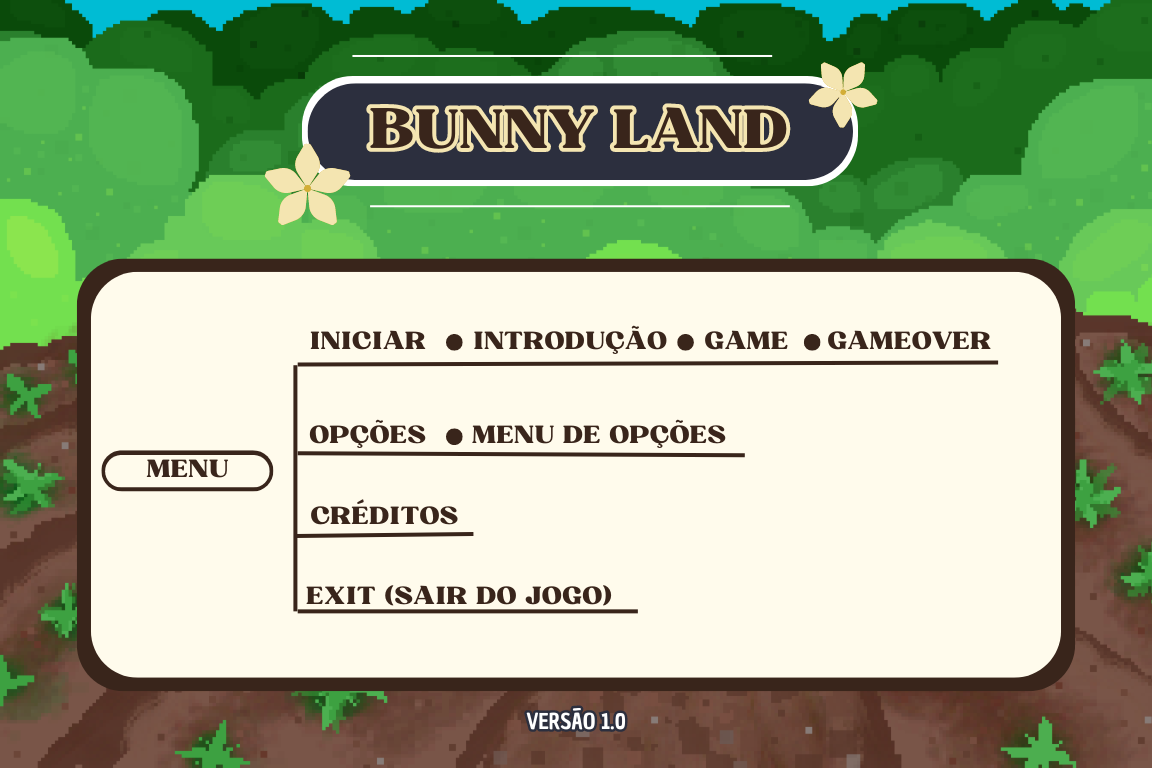 BUNNY LAND
INICIAR ● INTRODUÇÃO ● GAME ● GAMEOVER
OPÇÕES ● MENU DE OPÇÕES
MENU
CRÉDITOS
EXIT (SAIR DO JOGO)
VERSÃO 1.0